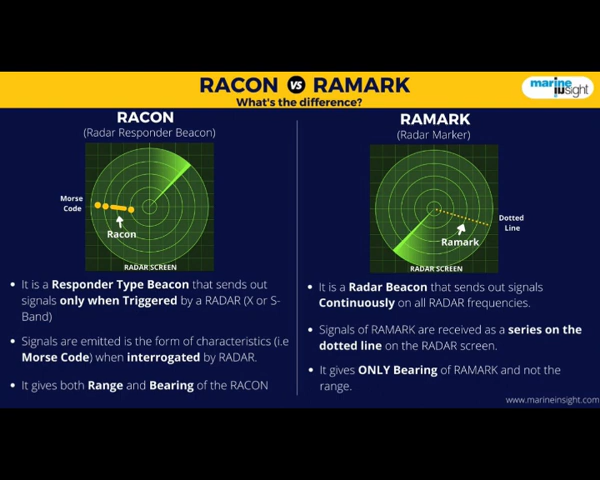 RACON VS RAMARK
What's the difference?
marine
insight
RACON
(Radar Responder Beacon)
Morse
Code
Racon
RADAR SCREEN
It is a Responder Type Beacon that sends out
signals only when Triggered by a RADAR (X or S-
Band)
Signals are emitted is the form of characteristics (i.e
Morse Code) when interrogated by RADAR.
It gives both Range and Bearing of the RACON
RAMARK
(Radar Marker)
Dotted
Line
Ramark
RADAR SCREEN
It is a Radar Beacon that sends out signals
Continuously on all RADAR frequencies.
Signals of RAMARK are received as a series on the
dotted line on the RADAR screen.
It gives ONLY Bearing of RAMARK and not the
range.
www.marineinsight.com